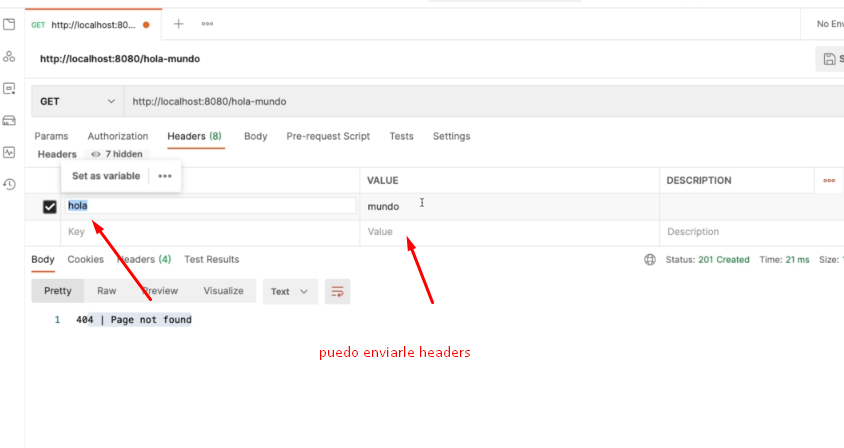 GET http://localhost:80...
No Env
http://localhost:8080/hola-mundo
S
GET http://localhost:8080/hola-mundo
Params Authorization Headers (8) Body Pre-request Script Tests Settings
Headers 7 hidden
Set as variable
VALUE DESCRIPTION
hola mundo
Key Value Description
Body Cookies Headers (4) Test Results Status: 201 Created Time: 21 ms Size:
Pretty Raw Preview Visualize Text
1 404 | Page not found
puedo enviarle headers